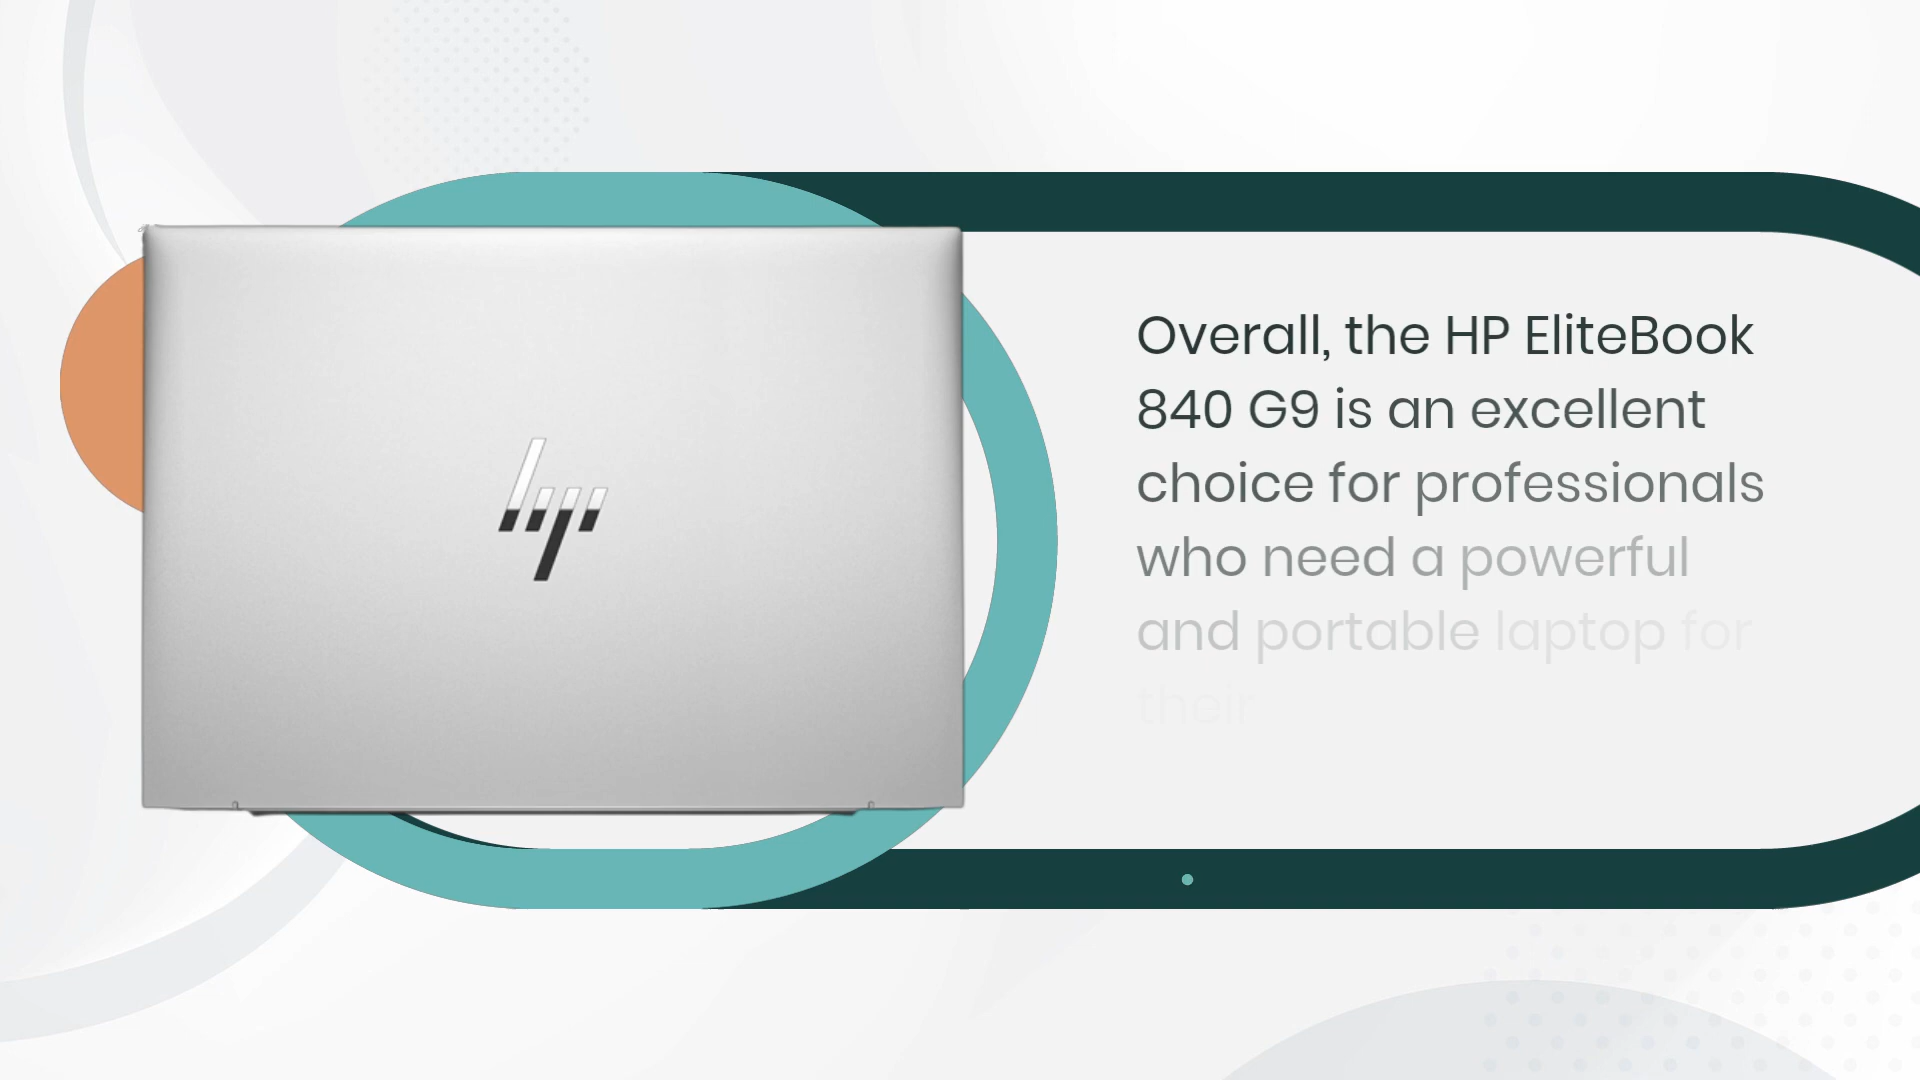 Overall, the HP EliteBook
840 G9 is an excellent
choice for professionals
who need a powerful
and portable laptop for
their